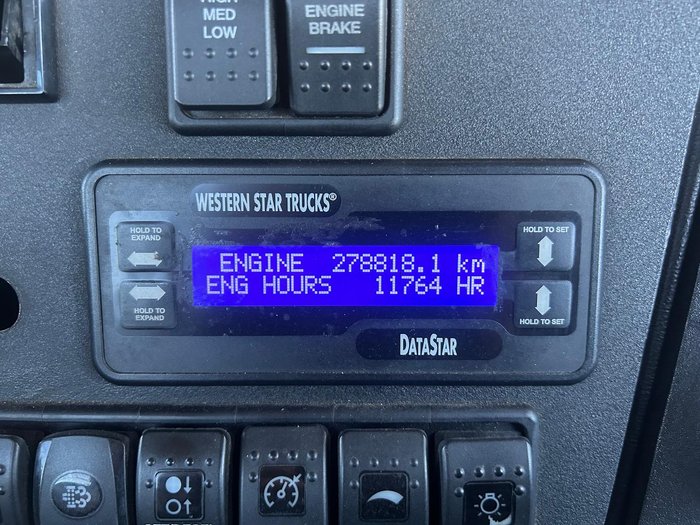 HIGH
MED
LOW
ENGINE
BRAKE
WESTERN STAR TRUCKS®
HOLD TO
EXPAND
HOLD TO SET
ENGINE 278818.1 km
ENG HOURS 11764 HR
HOLD TO
EXPAND
HOLD TO SET
DATASTAR